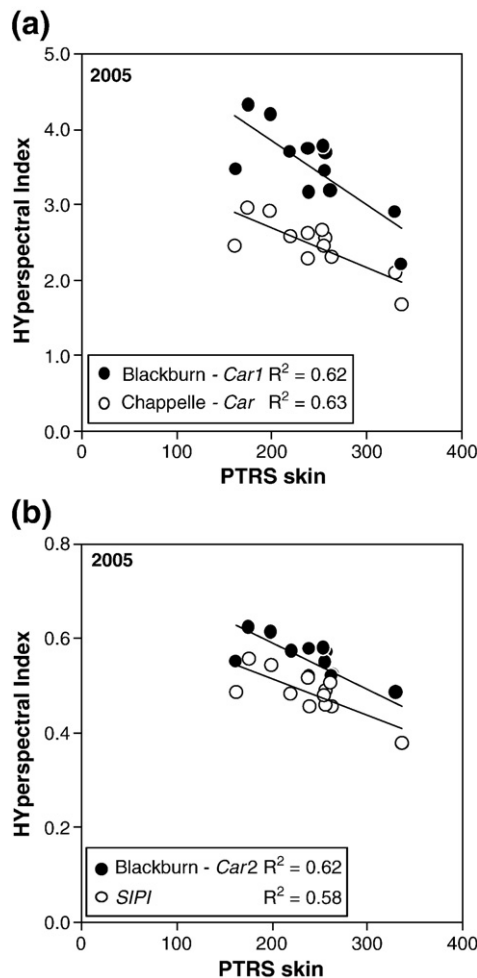 (a)
5.0
2005
4.0
3.0
2.0
1.0
0.0
HYperspectral Index
Blackburn - Car1 R² = 0.62
Chappelle - Car R² = 0.63
0 100 200 300 400
PTRS skin
(b)
0.8
2005
0.6
0.4
0.2
0.0
HYperspectral Index
Blackburn - Car2 R² = 0.62
SIPI R² = 0.58
0 100 200 300 400
PTRS skin